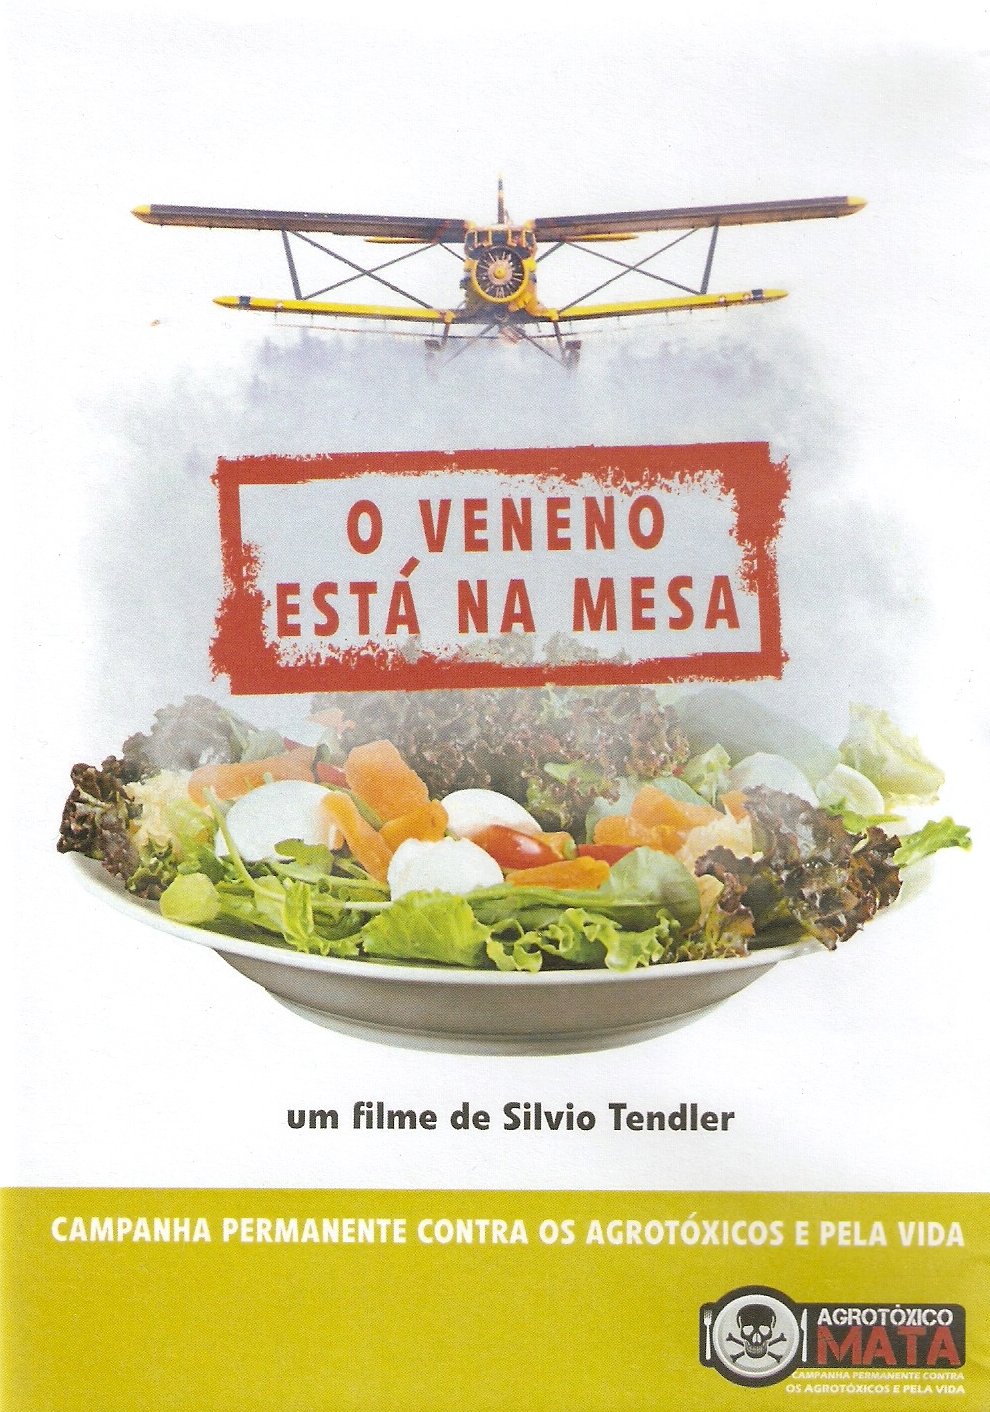 O VENENO
ESTÁ NA MESA
um filme de Silvio Tendler
CAMPANHA PERMANENTE CONTRA OS AGROTÓXICOS E PELA VIDA
AGROTÓXICO
MATA
CAMPANHA PERMANENTE CONTRA
OS AGROTÓXICOS E PELA VIDA